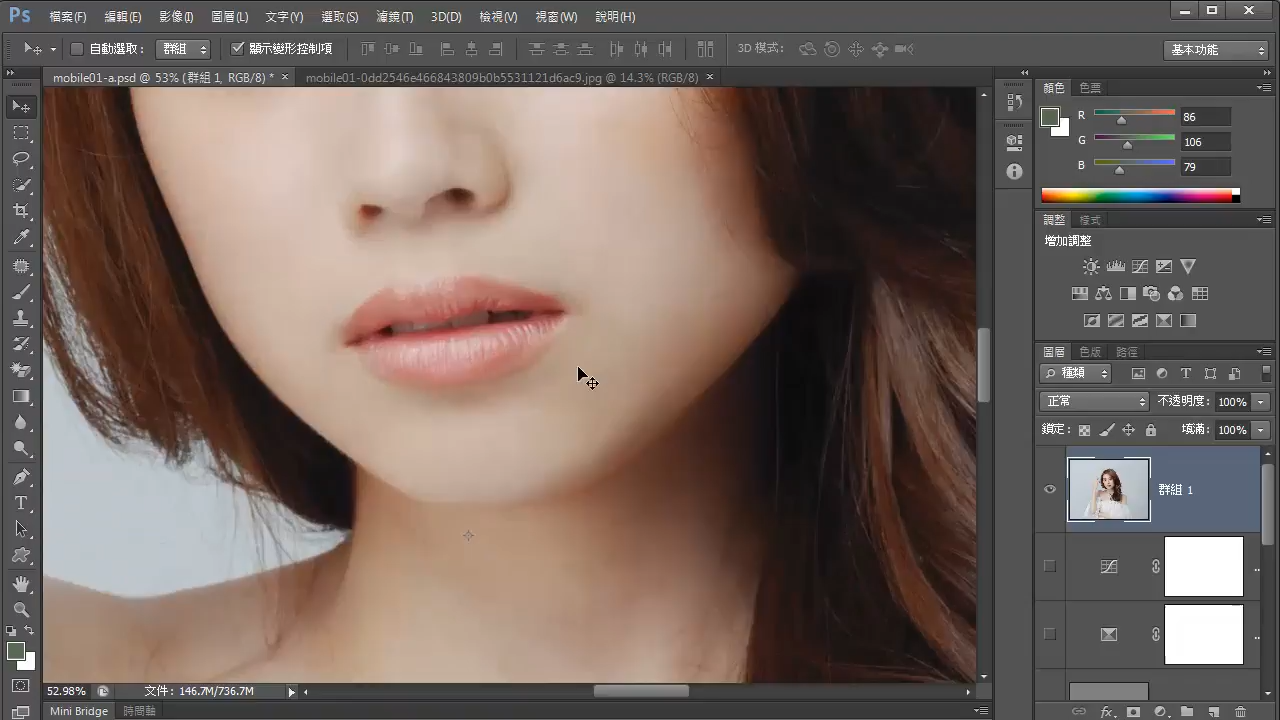 Ps 檔案(F) 編輯(E) 影像(I) 圖層(L) 文字(Y) 選取(S) 濾鏡(T) 3D(D) 檢視(V) 視窗(W) 說明(H)
自動選取: 群組 顯示變形控制項 3D 模式: 基本功能
mobile01-a.psd @ 53% (群組 1, RGB/8) * × mobile01-0dd2546e466843809b0b5531121d6ac9.jpg @ 14.3% (RGB/8) ×
顏色 色票
R 86
G 106
B 79
調整 樣式
增加調整
圖層 色版 路徑
種類
正常 不透明度: 100%
鎖定: 填滿: 100%
群組 1
52.98% 文件: 146.7M/736.7M
Mini Bridge 時間軸